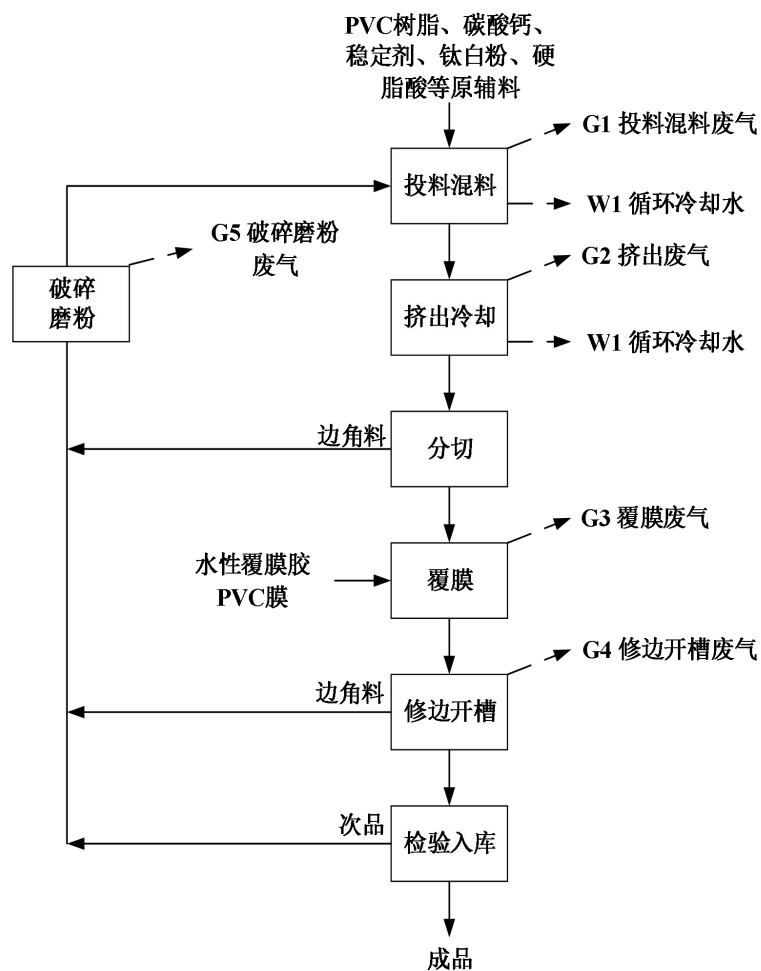 PVC树脂、碳酸钙、
稳定剂、钛白粉、硬
脂酸等原辅料
G1 投料混料废气
投料混料
W1 循环冷却水
G5 破碎磨粉
废气
G2 挤出废气
破碎
磨粉
挤出冷却
W1 循环冷却水
边角料
分切
G3 覆膜废气
水性覆膜胶
PVC膜
覆膜
G4 修边开槽废气
边角料
修边开槽
次品
检验入库
成品